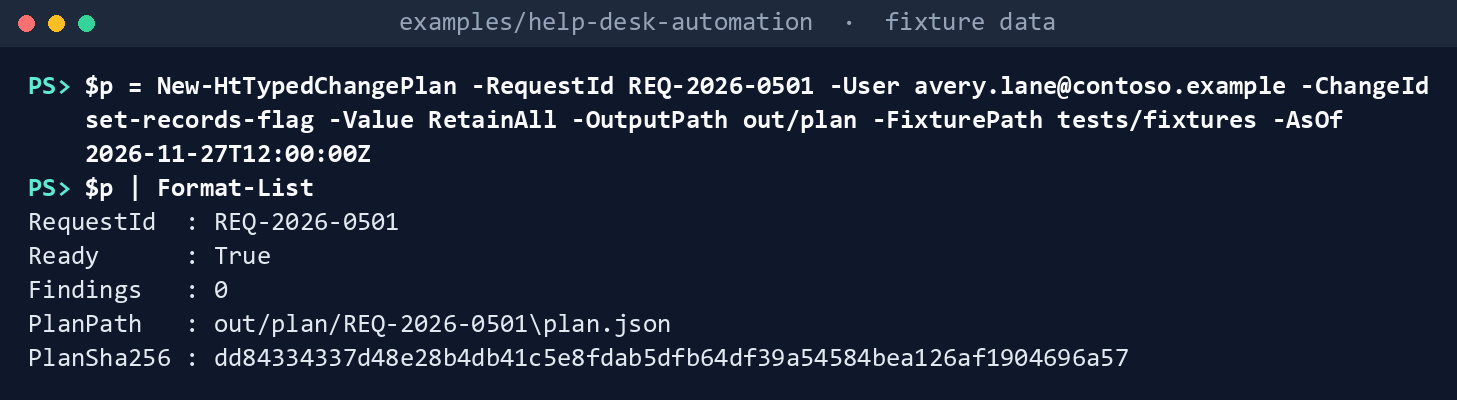 examples/help-desk-automation · fixture data
PS> $p = New-HtTypedChangePlan -RequestId REQ-2026-0501 -User avery.lane@contoso.example -ChangeId
set-records-flag -Value RetainAll -OutputPath out/plan -FixturePath tests/fixtures -AsOf
2026-11-27T12:00:00Z
PS> $p | Format-List
RequestId : REQ-2026-0501
Ready : True
Findings : 0
PlanPath : out/plan/REQ-2026-0501\plan.json
PlanSha256 : dd84334337d48e28b4db41c5e8fdab5dfb64df39a54584bea126af1904696a57